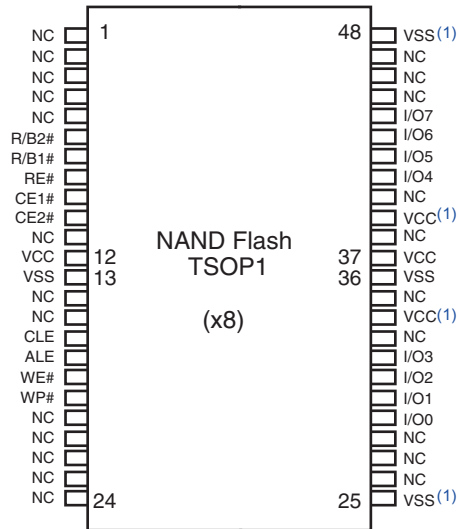 NC 1 48 VSS(1)
NC NC
NC NC
NC NC
NC I/O7
R/B2# I/O6
R/B1# I/O5
RE# I/O4
CE1# NC
CE2# VCC(1)
NC NAND Flash NC
VCC 12 TSOP1 37 VCC
VSS 13 36 VSS
NC NC
NC (x8) VCC(1)
CLE NC
ALE I/O3
WE# I/O2
WP# I/O1
NC I/O0
NC NC
NC NC
NC NC
NC 24 25 VSS(1)